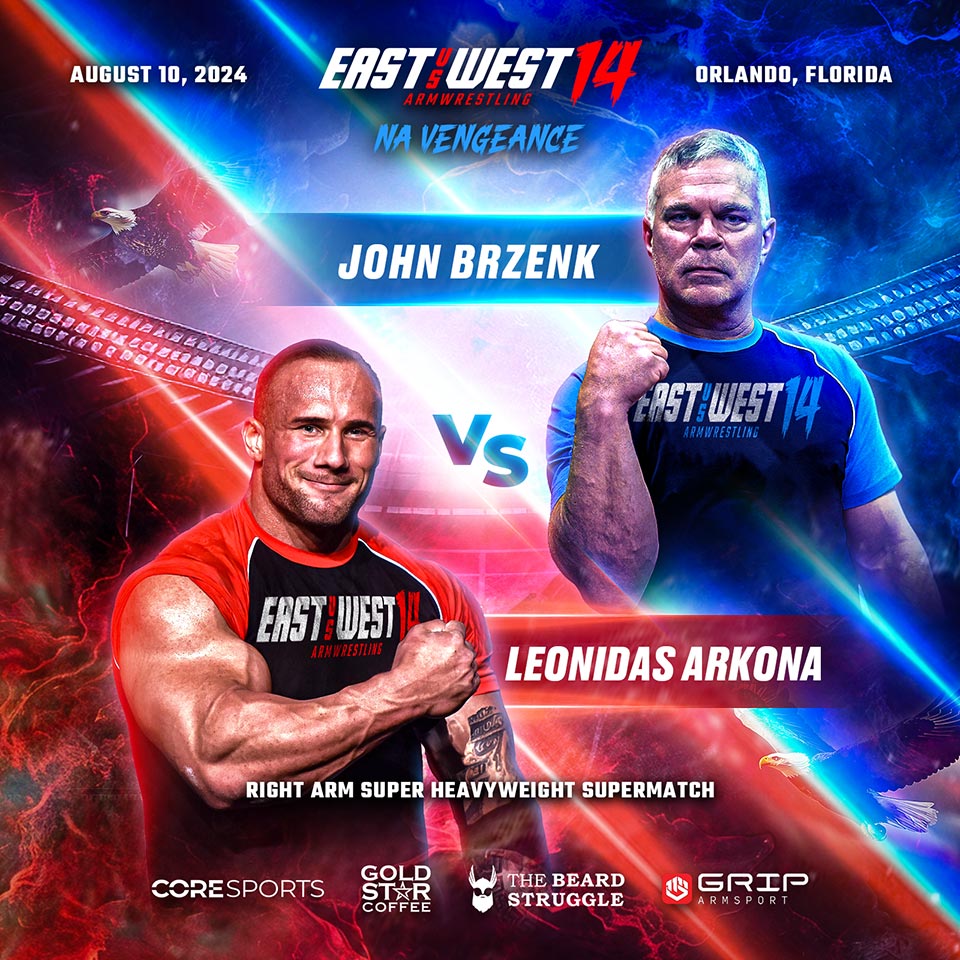 AUGUST 10, 2024
EAST VS WEST 14
ARMWRESTLING
NA VENGEANCE
ORLANDO, FLORIDA
JOHN BRZENK
EAST VS WEST 14
ARMWRESTLING
VS
EAST VS WEST 14
ARMWRESTLING
LEONIDAS ARKONA
RIGHT ARM SUPER HEAVYWEIGHT SUPERMATCH
CORESPORTS
GOLD
STAR
COFFEE
THE BEARD
STRUGGLE
GRIP
ARMSPORT